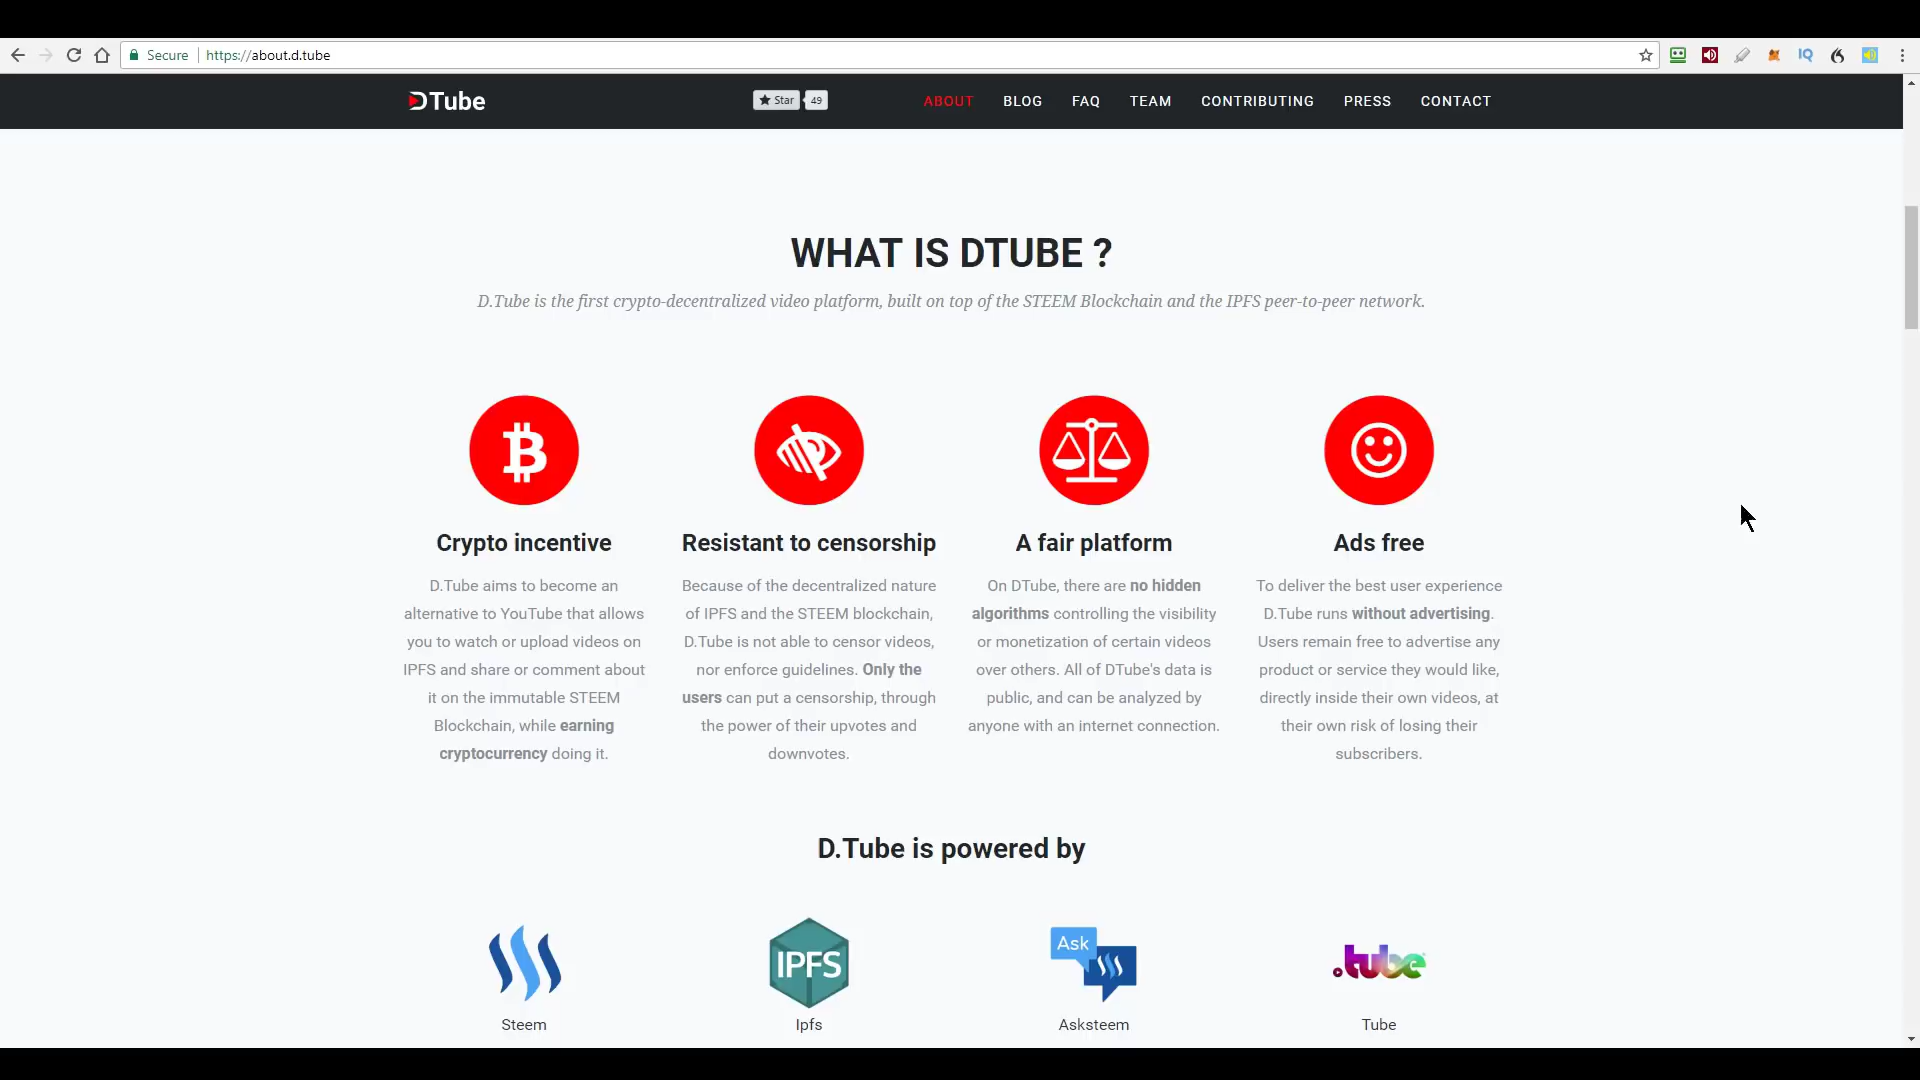 Secure
https://about.d.tube
DTube
Star 49
ABOUT BLOG FAQ TEAM CONTRIBUTING PRESS CONTACT
WHAT IS DTUBE ?
D.Tube is the first crypto-decentralized video platform, built on top of the STEEM Blockchain and the IPFS peer-to-peer network.
Crypto incentive
D.Tube aims to become an
alternative to YouTube that allows
you to watch or upload videos on
IPFS and share or comment about
it on the immutable STEEM
Blockchain, while earning
cryptocurrency doing it.
Resistant to censorship
Because of the decentralized nature
of IPFS and the STEEM blockchain,
D.Tube is not able to censor videos,
nor enforce guidelines. Only the
users can put a censorship, through
the power of their upvotes and
downvotes.
A fair platform
On DTube, there are no hidden
algorithms controlling the visibility
or monetization of certain videos
over others. All of DTube's data is
public, and can be analyzed by
anyone with an internet connection.
Ads free
To deliver the best user experience
D.Tube runs without advertising.
Users remain free to advertise any
product or service they would like,
directly inside their own videos, at
their own risk of losing their
subscribers.
D.Tube is powered by
Steem
IPFS
Ipfs
Ask
Asksteem
.tube
Tube
IQ